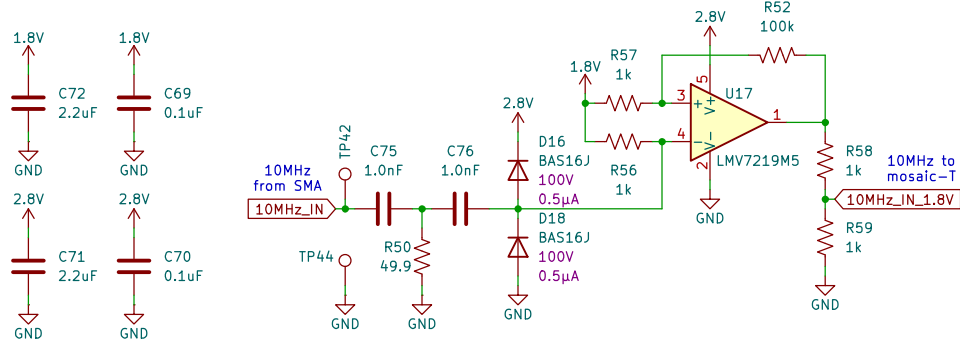 1.8V
C72
2.2uF
GND
1.8V
C69
0.1uF
GND
2.8V
C71
2.2uF
GND
2.8V
C70
0.1uF
GND
10MHz
from SMA
10MHz_IN
TP42
TP44
GND
C75
1.0nF
R50
49.9
GND
C76
1.0nF
2.8V
D16
BAS16J
100V
0.5µA
D18
BAS16J
100V
0.5µA
GND
1.8V
R57
1k
R56
1k
2.8V
R52
100k
U17
LMV7219M5
3
+
4
-
5
V+
2
V-
1
GND
R58
1k
10MHz to
mosaic-T
10MHz_IN_1.8V
R59
1k
GND